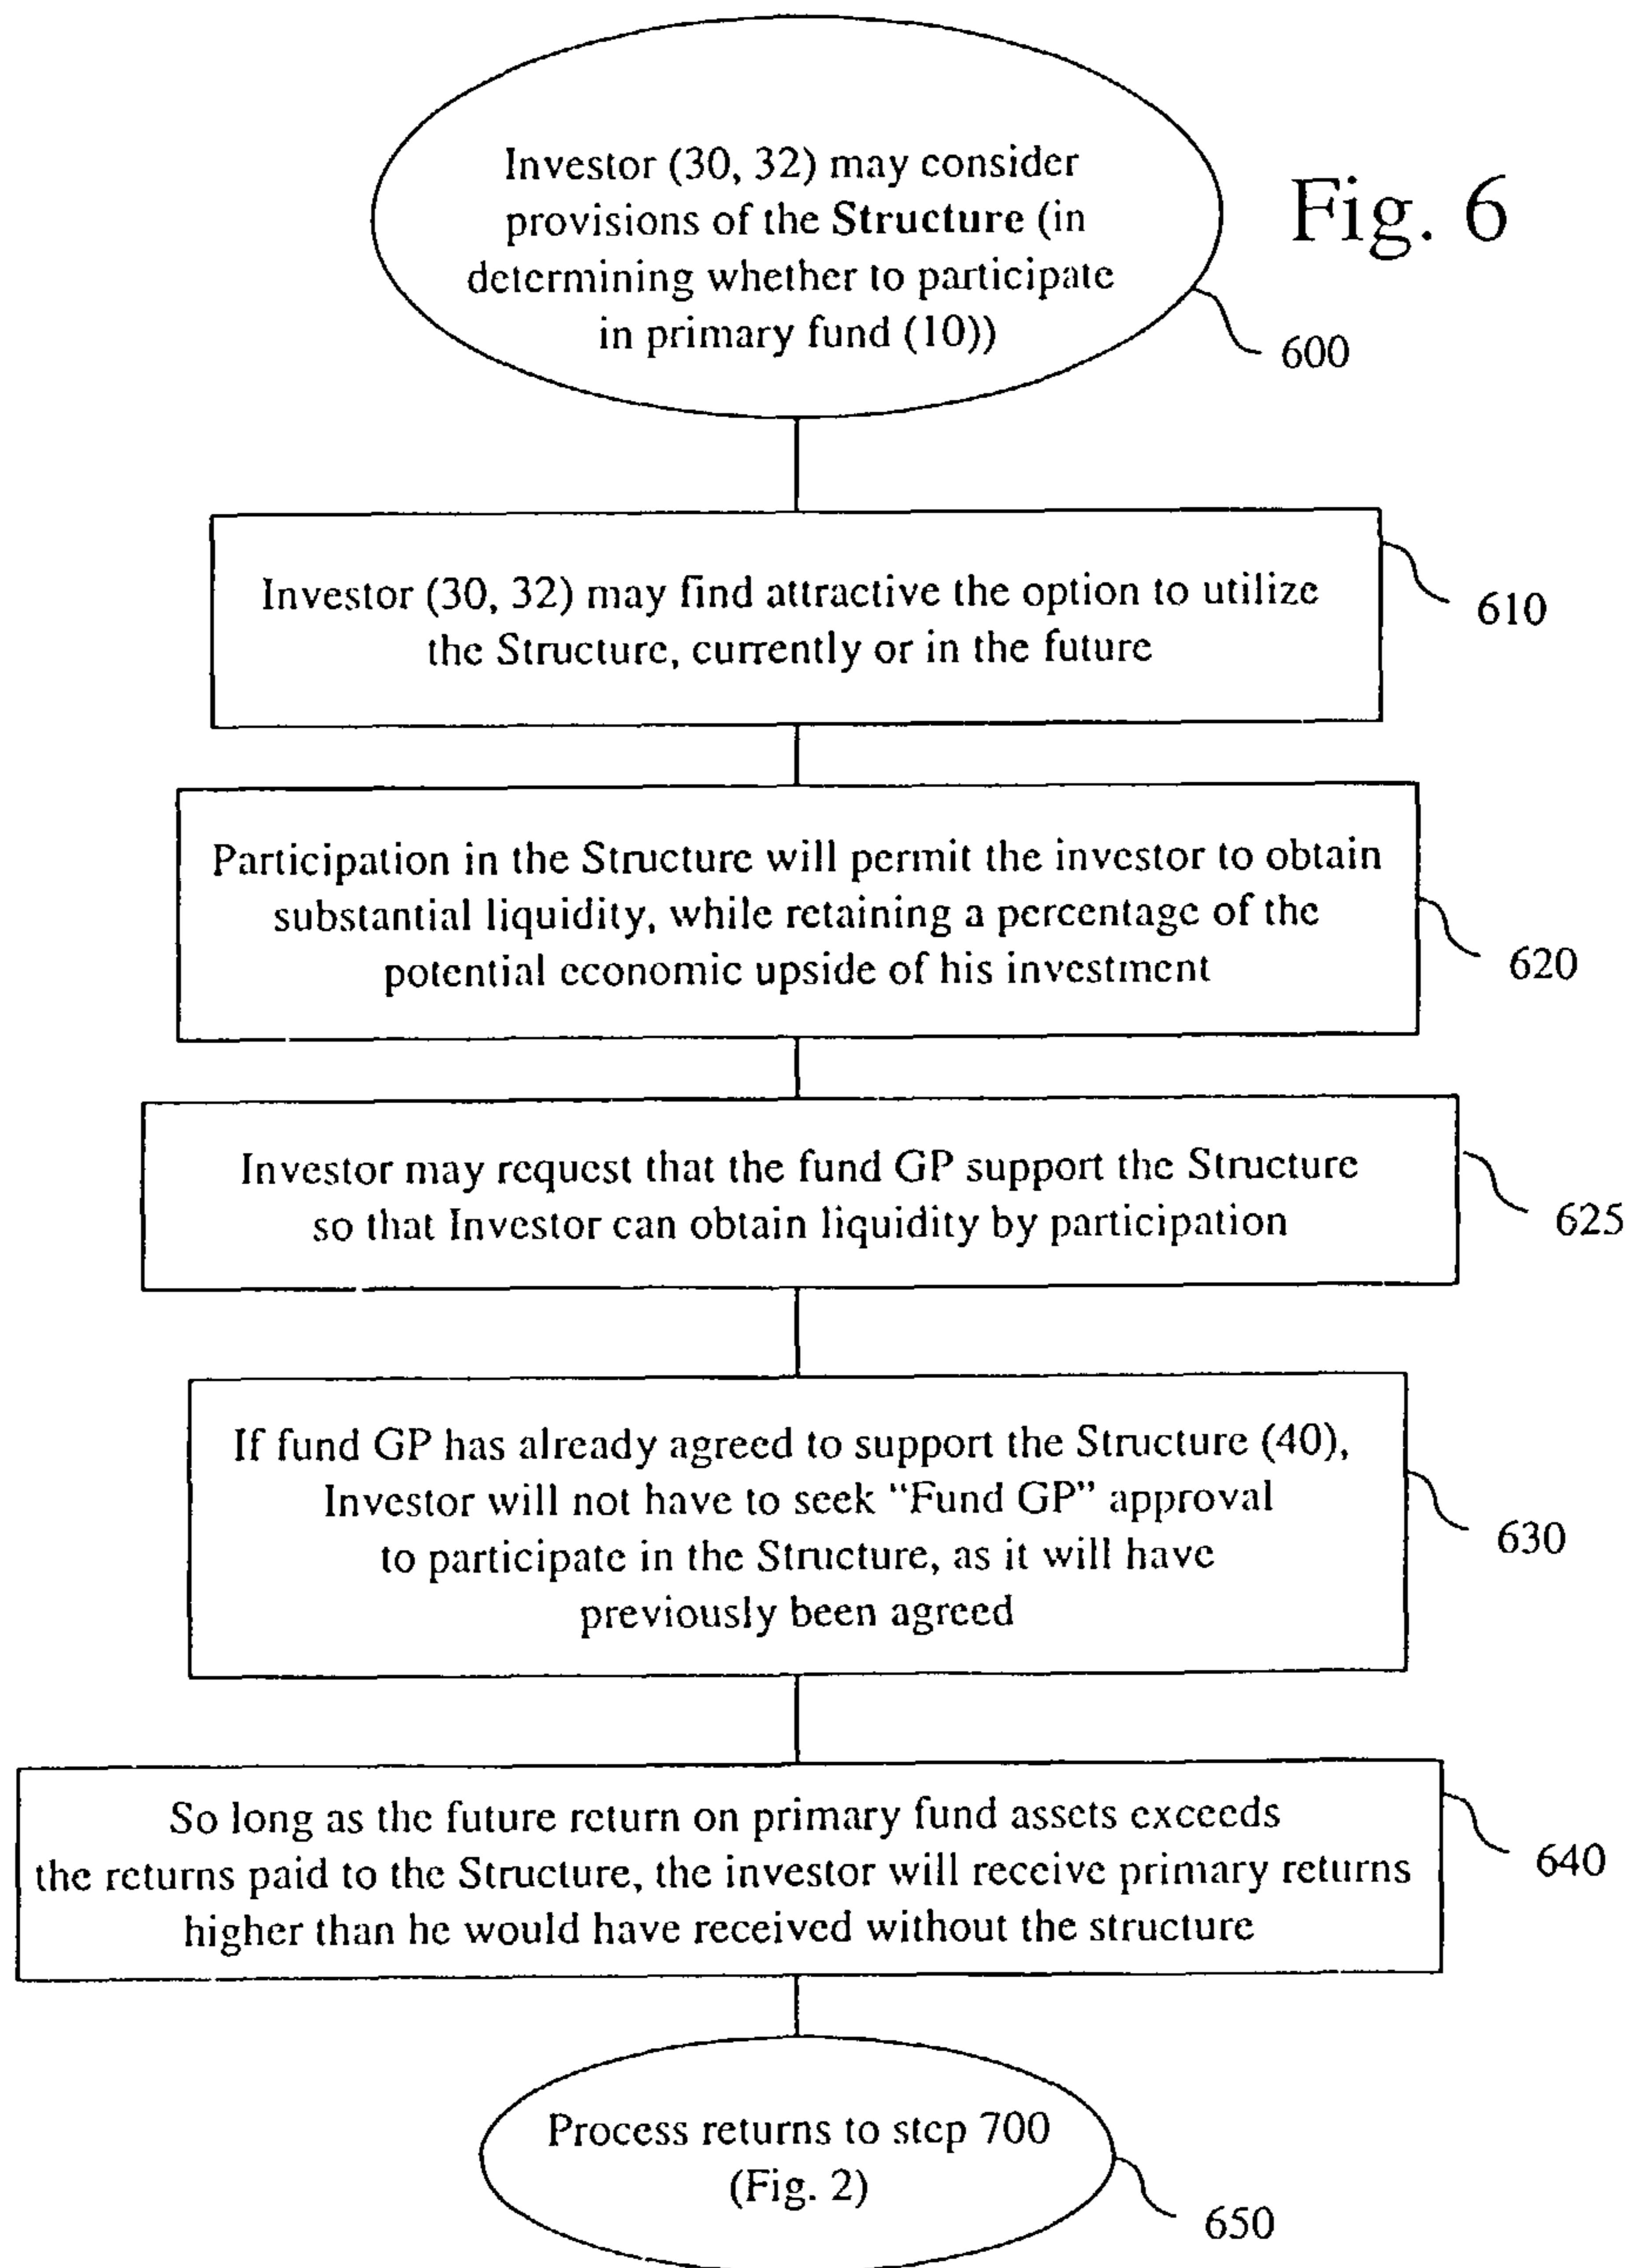 Fig. 6
Investor (30, 32) may consider
provisions of the Structure (in
determining whether to participate
in primary fund (10))
600
Investor (30, 32) may find attractive the option to utilize
the Structure, currently or in the future
610
Participation in the Structure will permit the investor to obtain
substantial liquidity, while retaining a percentage of the
potential economic upside of his investment
620
Investor may request that the fund GP support the Structure
so that Investor can obtain liquidity by participation
625
If fund GP has already agreed to support the Structure (40),
Investor will not have to seek "Fund GP" approval
to participate in the Structure, as it will have
previously been agreed
630
So long as the future return on primary fund assets exceeds
the returns paid to the Structure, the investor will receive primary returns
higher than he would have received without the structure
640
Process returns to step 700
(Fig. 2)
650